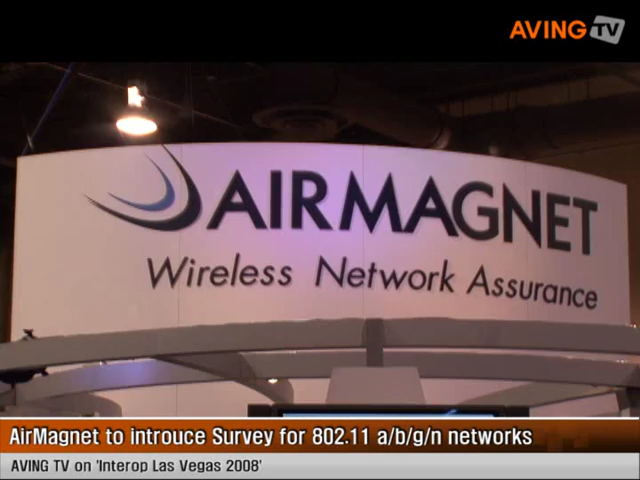 AVING TV
AIRMAGNET
Wireless Network Assurance
AirMagnet to introuce Survey for 802.11 a/b/g/n networks
AVING TV on 'Interop Las Vegas 2008'